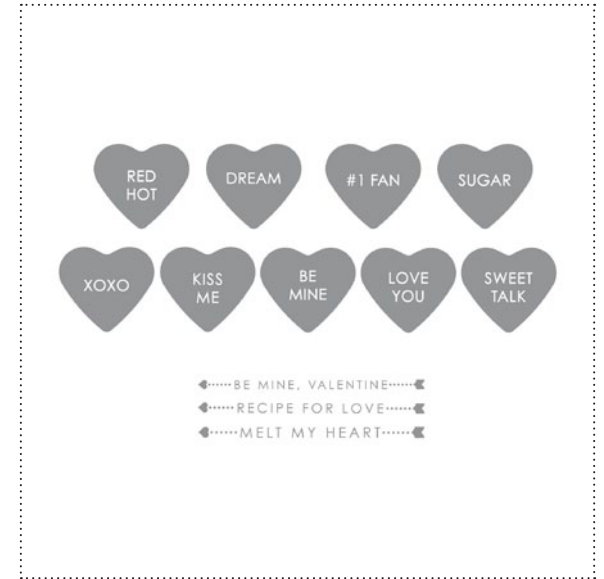 RED
HOT
DREAM
#1 FAN
SUGAR
XOXO
KISS
ME
BE
MINE
LOVE
YOU
SWEET
TALK
BE MINE, VALENTINE
RECIPE FOR LOVE
MELT MY HEART